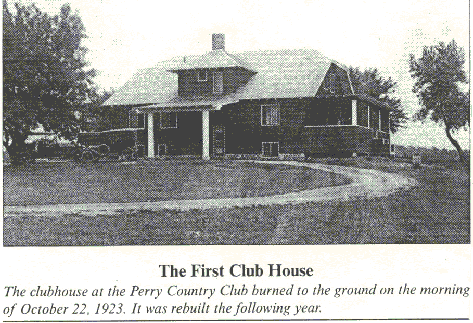 The First Club House
The clubhouse at the Perry Country Club burned to the ground on the morning
of October 22, 1923. It was rebuilt the following year.